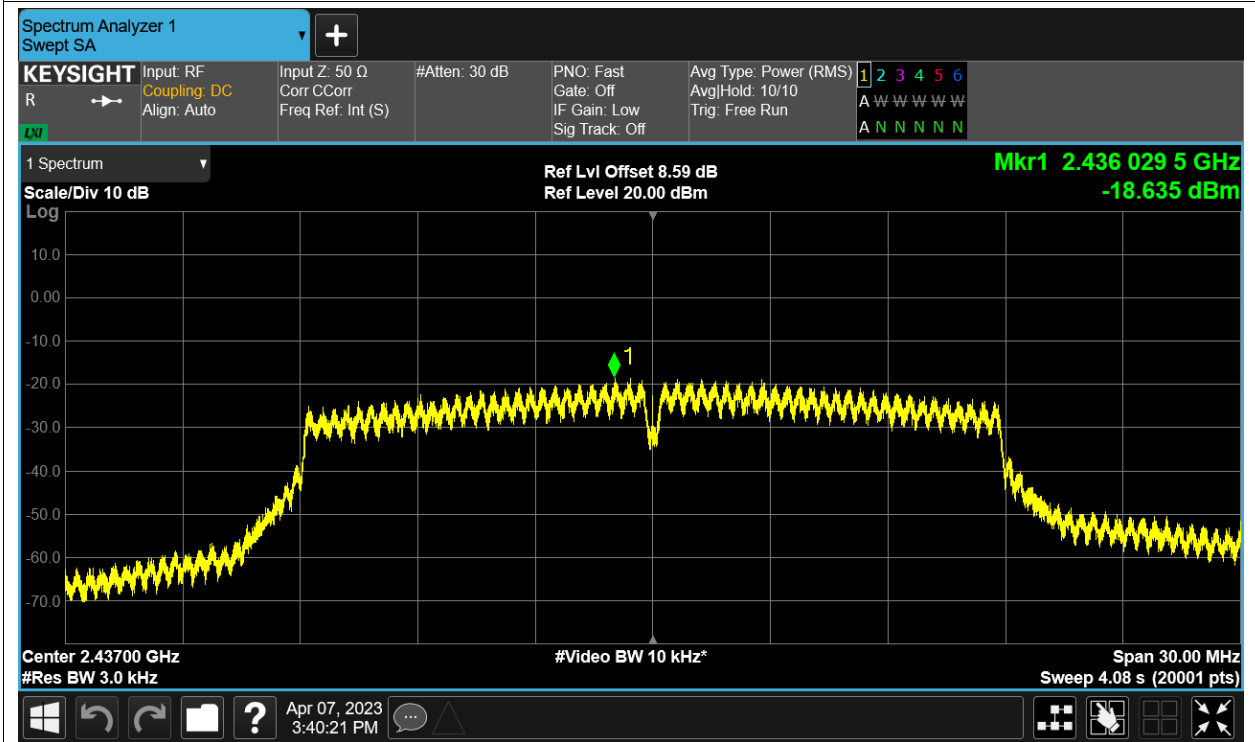 Spectrum Analyzer 1
Swept SA
+
KEYSIGHT
R
LXI
Input: RF
Coupling: DC
Align: Auto
Input Z: 50 Ω
Corr CCorr
Freq Ref: Int (S)
#Atten: 30 dB
PNO: Fast
Gate: Off
IF Gain: Low
Sig Track: Off
Avg Type: Power (RMS)
Avg|Hold: 10/10
Trig: Free Run
1 2 3 4 5 6
A W W W W W
A N N N N N
1 Spectrum
Scale/Div 10 dB
Log
Ref Lvl Offset 8.59 dB
Ref Level 20.00 dBm
Mkr1 2.436 029 5 GHz
-18.635 dBm
10.0
0.00
-10.0
1
-20.0
-30.0
-40.0
-50.0
-60.0
-70.0
Center 2.43700 GHz
#Res BW 3.0 kHz
#Video BW 10 kHz*
Span 30.00 MHz
Sweep 4.08 s (20001 pts)
?
Apr 07, 2023
3:40:21 PM